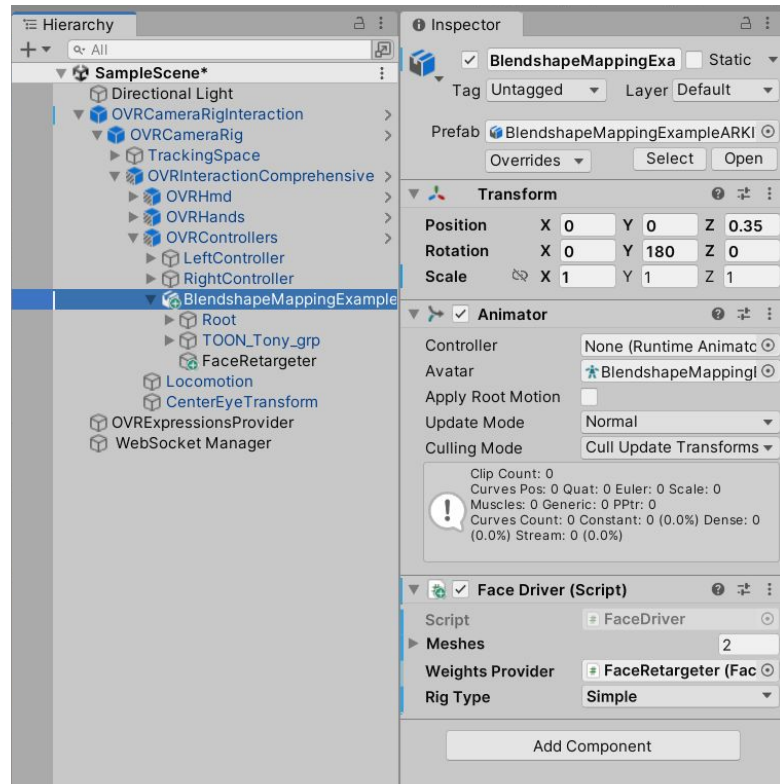 Hierarchy
All
SampleScene*
Directional Light
OVRCameraRigInteraction
OVRCameraRig
TrackingSpace
OVRInteractionComprehensive
OVRHmd
OVRHands
OVRControllers
LeftController
RightController
BlendshapeMappingExample
Root
TOON_Tony_grp
FaceRetargeter
Locomotion
CenterEyeTransform
OVRExpressionsProvider
WebSocket Manager
Inspector
BlendshapeMappingExa Static
Tag Untagged Layer Default
Prefab BlendshapeMappingExampleARKI
Overrides Select Open
Transform
Position X 0 Y 0 Z 0.35
Rotation X 0 Y 180 Z 0
Scale X 1 Y 1 Z 1
Animator
Controller None (Runtime Animatc
Avatar BlendshapeMappingl
Apply Root Motion
Update Mode Normal
Culling Mode Cull Update Transforms
Clip Count: 0
Curves Pos: 0 Quat: 0 Euler: 0 Scale: 0
Muscles: 0 Generic: 0 PPtr: 0
Curves Count: 0 Constant: 0 (0.0%) Dense: 0
(0.0%) Stream: 0 (0.0%)
Face Driver (Script)
Script # FaceDriver
Meshes 2
Weights Provider # FaceRetargeter (Fac
Rig Type Simple
Add Component